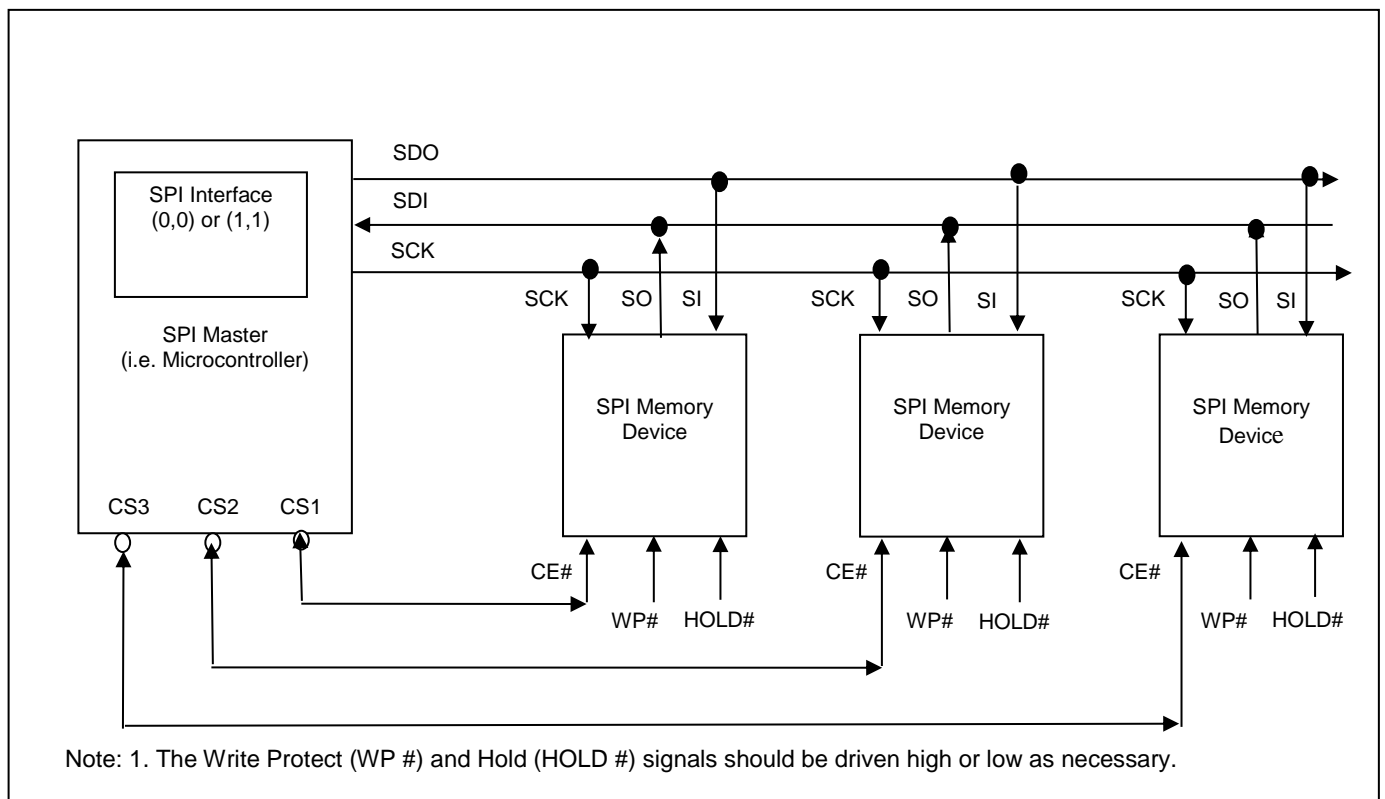 SDO
SPI Interface
(0,0) or (1,1)
SDI
SCK
SCK SO SI
SCK SO SI
SCK SO SI
SPI Master
(i.e. Microcontroller)
SPI Memory
Device
SPI Memory
Device
SPI Memory
Device
CS3 CS2 CS1
CE#
WP# HOLD#
CE#
WP# HOLD#
CE#
WP# HOLD#
Note: 1. The Write Protect (WP #) and Hold (HOLD #) signals should be driven high or low as necessary.